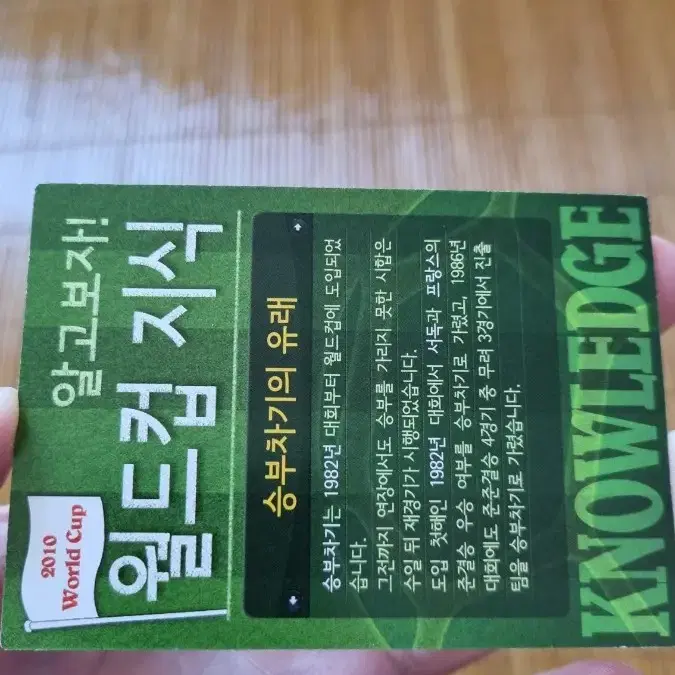 2010
World Cup
알고보자!
월드컵 지식
승부차기의 유래
승부차기는 1982년 대회부터 월드컵에 도입되었
습니다.
그전까지 연장에서도 승부를 가리지 못한 시합은
수일 뒤 재경기가 시행되었습니다.
도입 첫해인 1982년 대회에서 서독과 프랑스의
준결승 우승 여부를 승부차기로 가렸고, 1986년
대회에도 준준결승 4경기 중 무려 3경기에서 진출
팀을 승부차기로 가렸습니다.
KNOWLEDGE